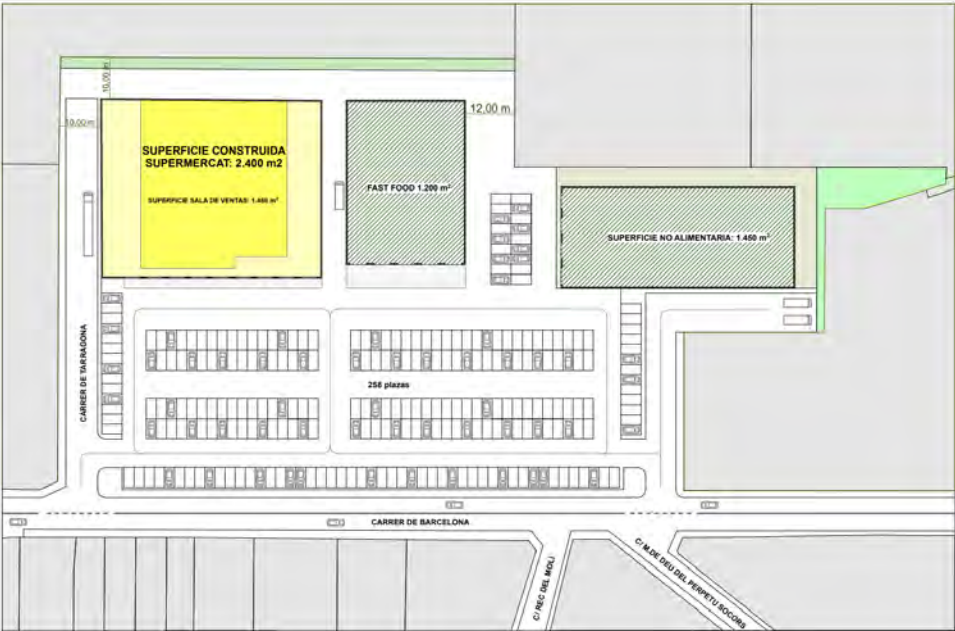 10,00 m
10,00 m
12,00 m
SUPERFICIE CONSTRUIDA
SUPERMERCAT: 2.400 m2
SUPERFICIE SALA DE VENTAS: 1.400 m²
FAST FOOD 1.200 m²
SUPERFICIE NO ALIMENTARIA: 1.450 m²
CARRER DE TARRAGONA
258 plazas
CARRER DE BARCELONA
C/ REC DEL MOLI
C/ M.DE DEU DEL PERPETU SOCORS